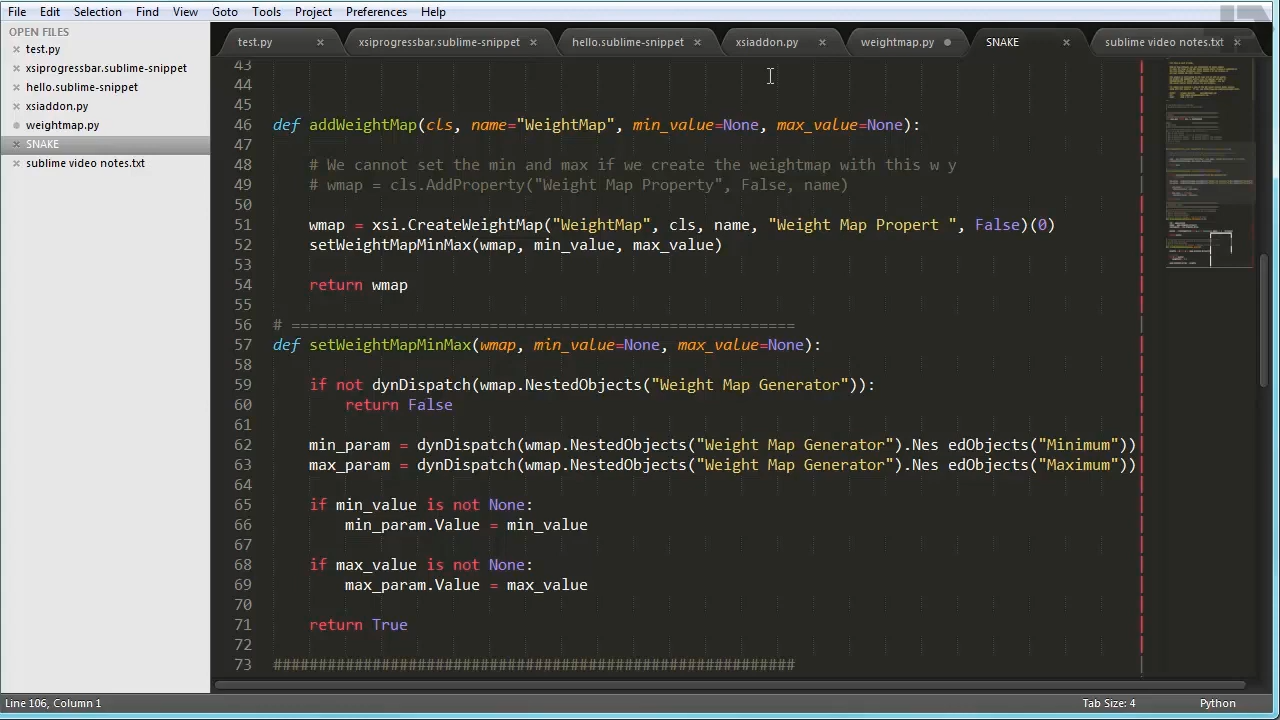 File Edit Selection Find View Goto Tools Project Preferences Help
OPEN FILES
test.py
xsiprogressbar.sublime-snippet
hello.sublime-snippet
xsiaddon.py
weightmap.py
SNAKE
sublime video notes.txt
test.py xsiprogressbar.sublime-snippet hello.sublime-snippet xsiaddon.py weightmap.py SNAKE sublime video notes.txt
43
44
45
46 def addWeightMap(cls, name="WeightMap", min_value=None, max_value=None):
47
48 # We cannot set the min and max if we create the weightmap with this w y
49 # wmap = cls.AddProperty("Weight Map Property", False, name)
50
51 wmap = xsi.CreateWeightMap("WeightMap", cls, name, "Weight Map Propert ", False)(0)
52 setWeightMapMinMax(wmap, min_value, max_value)
53
54 return wmap
55
56 # ========================================================
57 def setWeightMapMinMax(wmap, min_value=None, max_value=None):
58
59 if not dynDispatch(wmap.NestedObjects("Weight Map Generator")):
60 return False
61
62 min_param = dynDispatch(wmap.NestedObjects("Weight Map Generator").Nes edObjects("Minimum"))
63 max_param = dynDispatch(wmap.NestedObjects("Weight Map Generator").Nes edObjects("Maximum"))
64
65 if min_value is not None:
66 min_param.Value = min_value
67
68 if max_value is not None:
69 max_param.Value = max_value
70
71 return True
72
73 ##########################################################
Line 106, Column 1 Tab Size: 4 Python